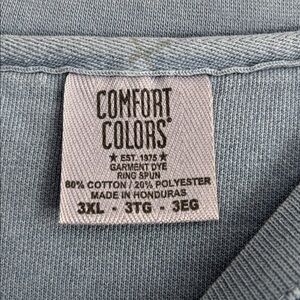 COMFORT
COLORS®
★ EST. 1975 ★
GARMENT DYE
RING SPUN
80% COTTON / 20% POLYESTER
MADE IN HONDURAS
3XL - 3TG - 3EG